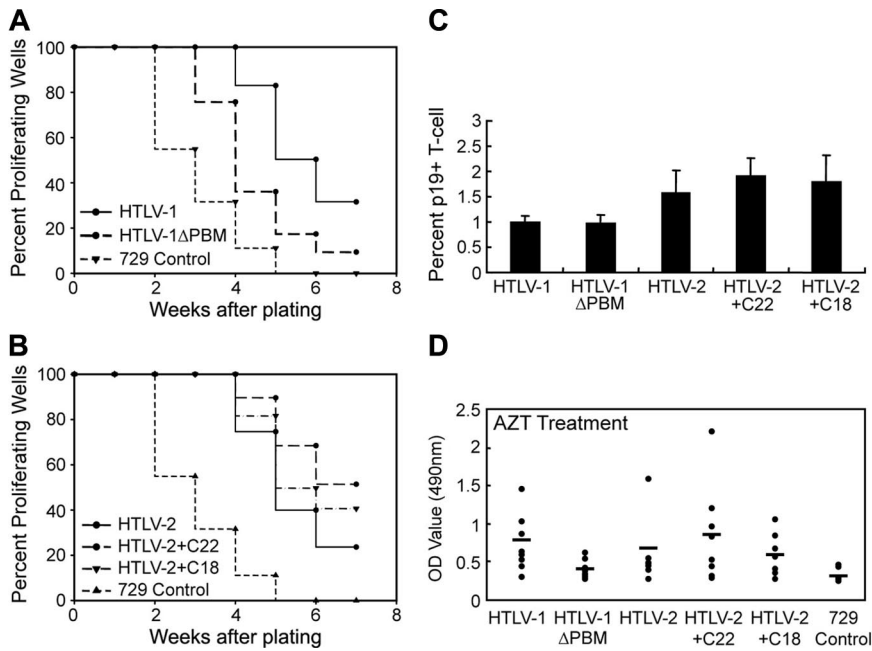 A
Percent Proliferating Wells
100
80
60
40
20
0
HTLV-1
HTLV-1ΔPBM
729 Control
0 2 4 6 8
Weeks after plating
B
Percent Proliferating Wells
100
80
60
40
20
0
HTLV-2
HTLV-2+C22
HTLV-2+C18
729 Control
0 2 4 6 8
Weeks after plating
C
Percent p19+ T-cell
3
2.5
2
1.5
1
0.5
0
HTLV-1 HTLV-1 HTLV-2 HTLV-2 HTLV-2
ΔPBM +C22 +C18
D
OD Value (490nm)
2.5
2
1.5
1
0.5
0
AZT Treatment
HTLV-1 HTLV-1 HTLV-2 HTLV-2 HTLV-2 729
ΔPBM +C22 +C18 Control